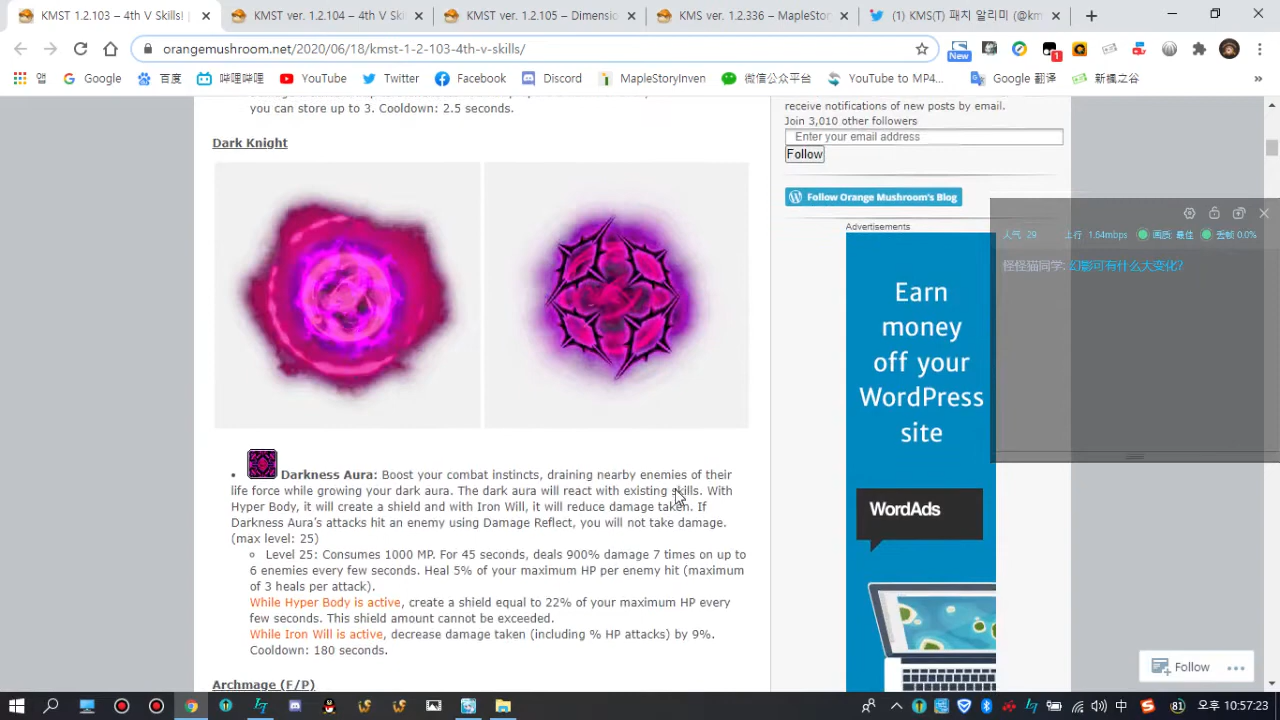 KMST 1.2.103 – 4th V Skills!
KMST ver. 1.2.104 – 4th V Ski
KMST ver. 1.2.105 – Dimensio
KMS ver. 1.2.336 – MapleStor
(1) KMS(T) 패치 알리미 (@km
orangemushroom.net/2020/06/18/kmst-1-2-103-4th-v-skills/
New
1
앱
Google
百度
哔哩哔哩
YouTube
Twitter
Facebook
Discord
MapleStoryInven
微信公众平台
YouTube to MP4...
Google 翻译
新楓之谷
you can store up to 3. Cooldown: 2.5 seconds.
Dark Knight
Darkness Aura: Boost your combat instincts, draining nearby enemies of their
life force while growing your dark aura. The dark aura will react with existing skills. With
Hyper Body, it will create a shield and with Iron Will, it will reduce damage taken. If
Darkness Aura's attacks hit an enemy using Damage Reflect, you will not take damage.
(max level: 25)
Level 25: Consumes 1000 MP. For 45 seconds, deals 900% damage 7 times on up to
6 enemies every few seconds. Heal 5% of your maximum HP per enemy hit (maximum
of 3 heals per attack).
While Hyper Body is active, create a shield equal to 22% of your maximum HP every
few seconds. This shield amount cannot be exceeded.
While Iron Will is active, decrease damage taken (including % HP attacks) by 9%.
Cooldown: 180 seconds.
Archmage (F/P)
receive notifications of new posts by email.
Join 3,010 other followers
Enter your email address
Follow
Follow Orange Mushroom's Blog
Advertisements
Earn
money
off your
WordPress
site
WordAds
人气 29 上行 1.64mbps 画质: 最佳 丢帧 0.0%
怪怪猫同学: 幻影可有什么大变化?
Follow
中
81
오후 10:57:23